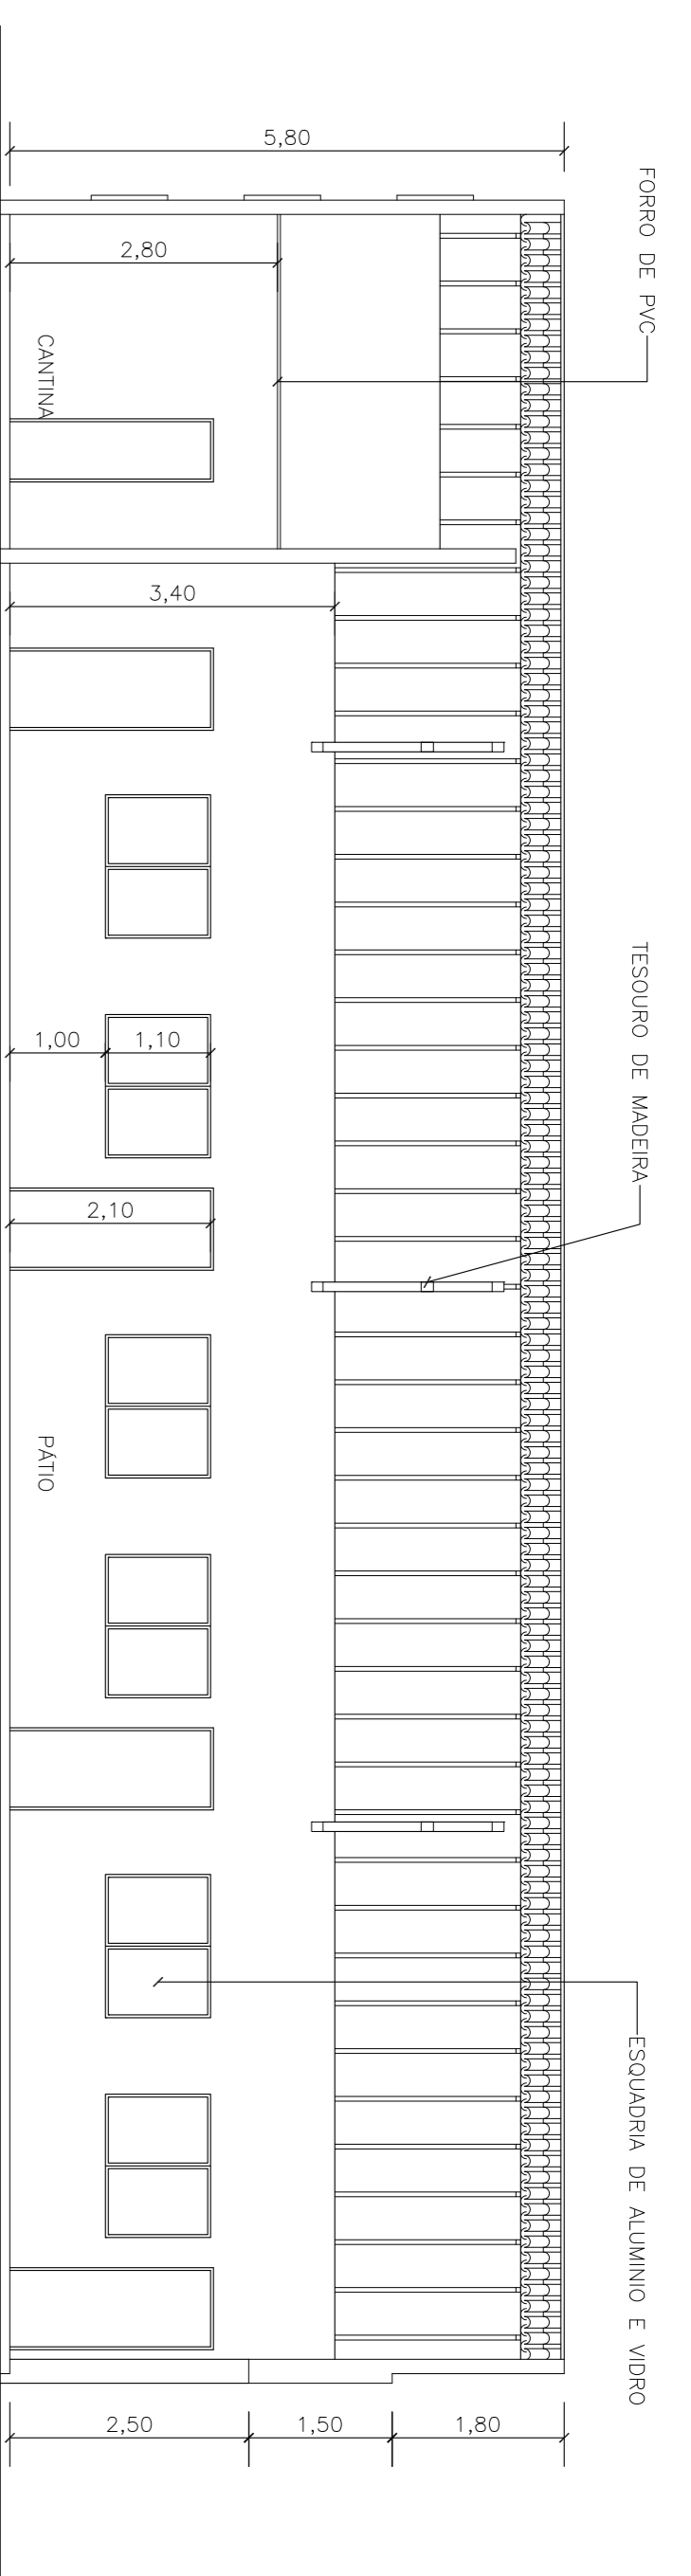 5,80
FORRO DE PVC
2,80
CANTINA
3,40
TESOURO DE MADEIRA
1,00
1,10
2,10
PÁTIO
ESQUADRIA DE ALUMINIO E VIDRO
2,50
1,50
1,80